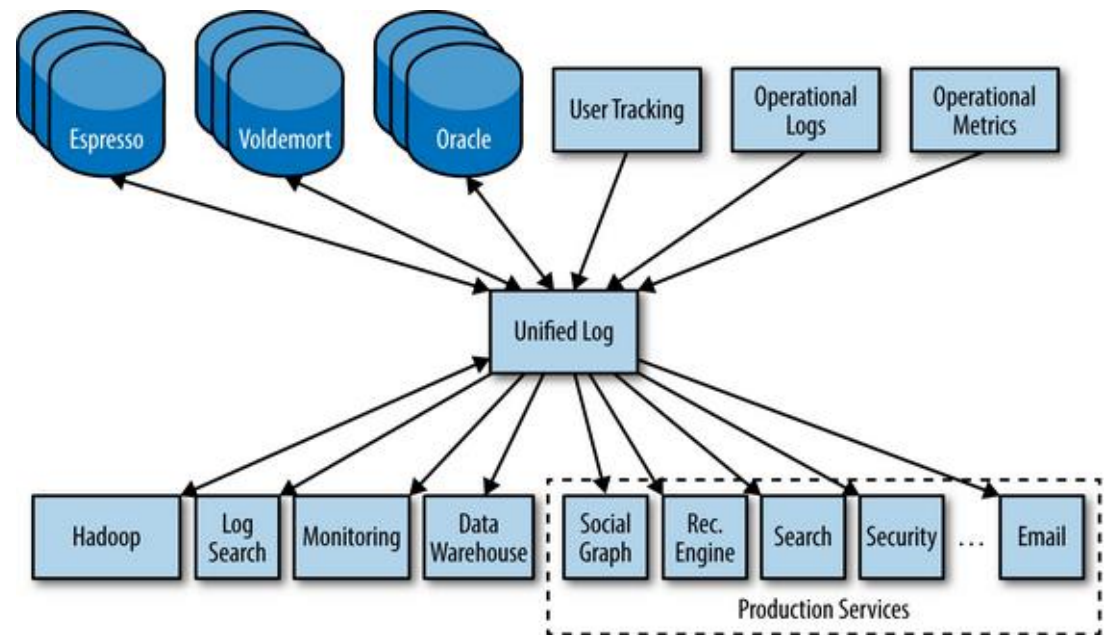 Espresso
Voldemort
Oracle
User Tracking
Operational
Logs
Operational
Metrics
Unified Log
Hadoop
Log
Search
Monitoring
Data
Warehouse
Social
Graph
Rec.
Engine
Search
Security
...
Email
Production Services